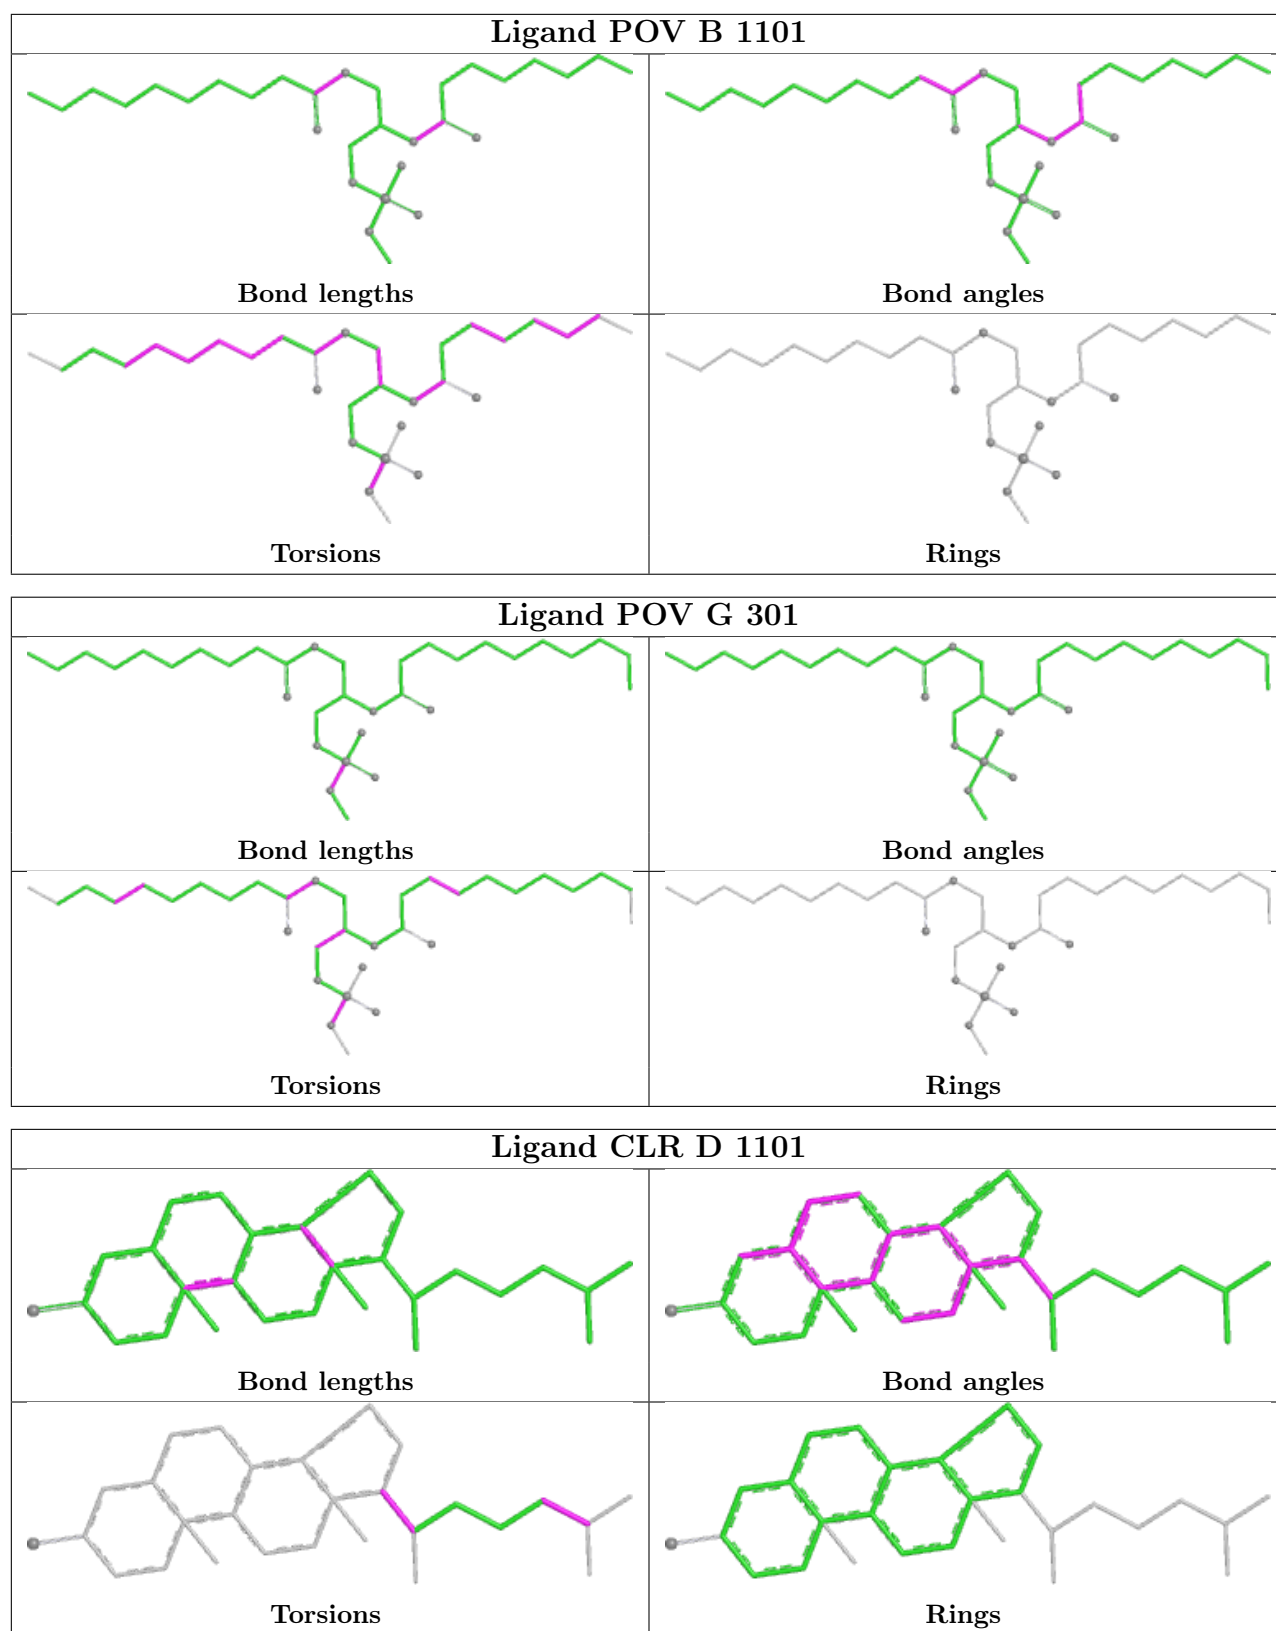 Ligand POV B 1101
Bond lengths
Bond angles
Torsions
Rings
Ligand POV G 301
Bond lengths
Bond angles
Torsions
Rings
Ligand CLR D 1101
Bond lengths
Bond angles
Torsions
Rings